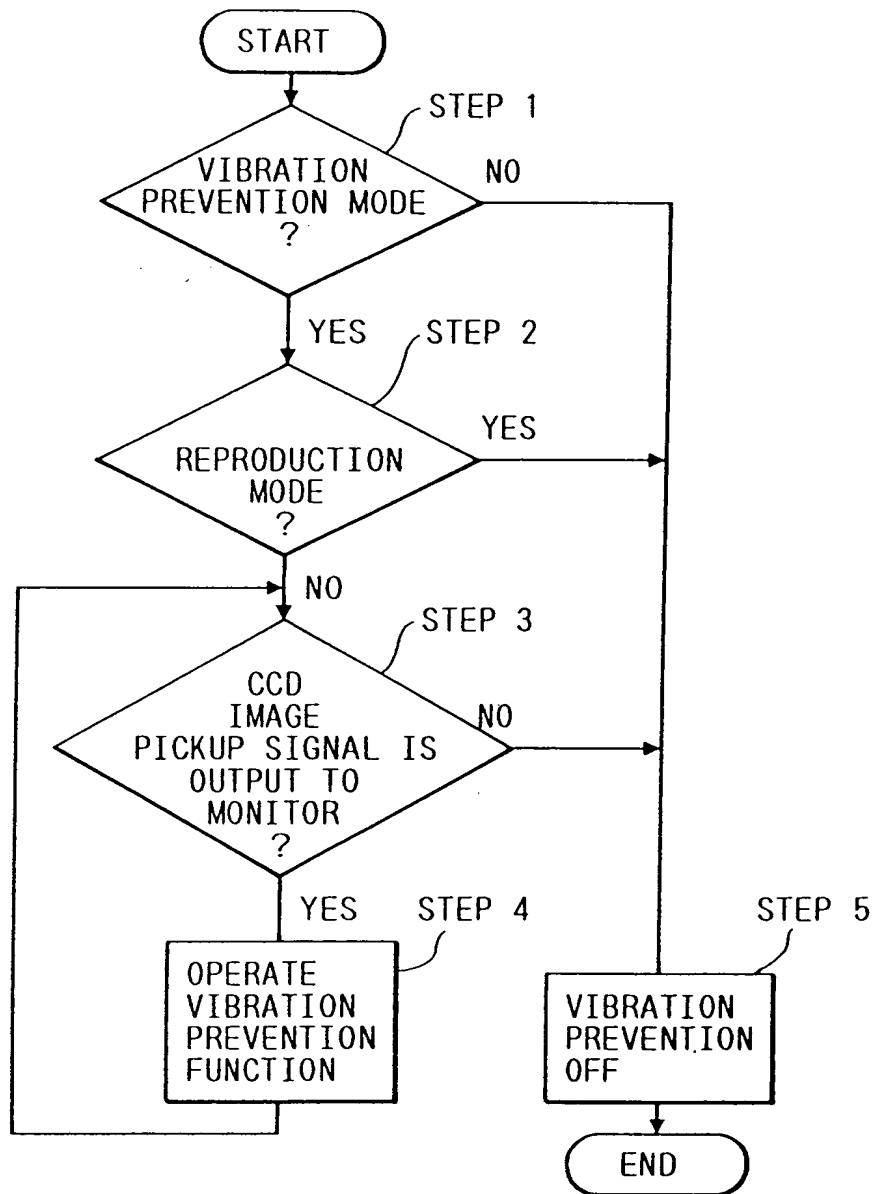 START
STEP 1
VIBRATION
PREVENTION MODE
?
NO
YES
STEP 2
REPRODUCTION
MODE
?
YES
NO
STEP 3
CCD
IMAGE
PICKUP SIGNAL IS
OUTPUT TO
MONITOR
?
NO
YES
STEP 4
OPERATE
VIBRATION
PREVENTION
FUNCTION
STEP 5
VIBRATION
PREVENTION
OFF
END